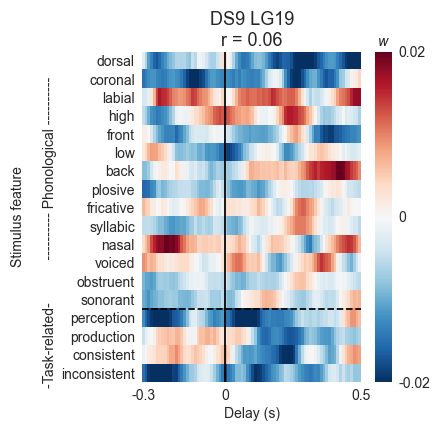 DS9 LG19
r = 0.06
w
dorsal
coronal
labial
high
front
low
back
plosive
fricative
syllabic
nasal
voiced
obstruent
sonorant
perception
production
consistent
inconsistent
Stimulus feature
---------- Phonological ----------
-Task-related-
-0.3 0 0.5
Delay (s)
0.02
0
-0.02